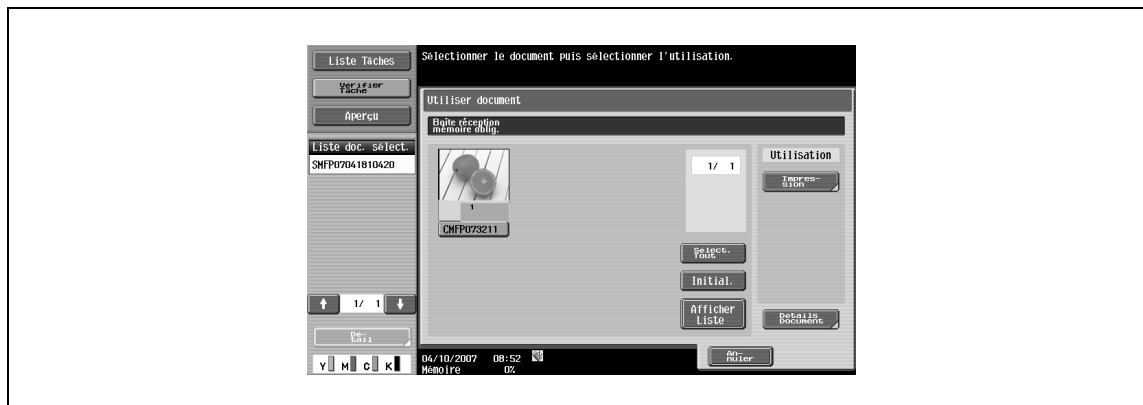 Sélectionner le document puis sélectionner l'utilisation.
Liste Tâches
Vérifier
Tâche
Aperçu
Liste doc. sélect.
SMFP07041810420
1/ 1
Dé-
tail
Y M C K
Utiliser document
Boîte réception
mémoire oblig.
1
CMFP073211
1/ 1
Sélect.
Tout
Initial.
Afficher
Liste
Utilisation
Impres-
sion
Détails
Document
04/10/2007 08:52
Mémoire 0%
An-
nuler